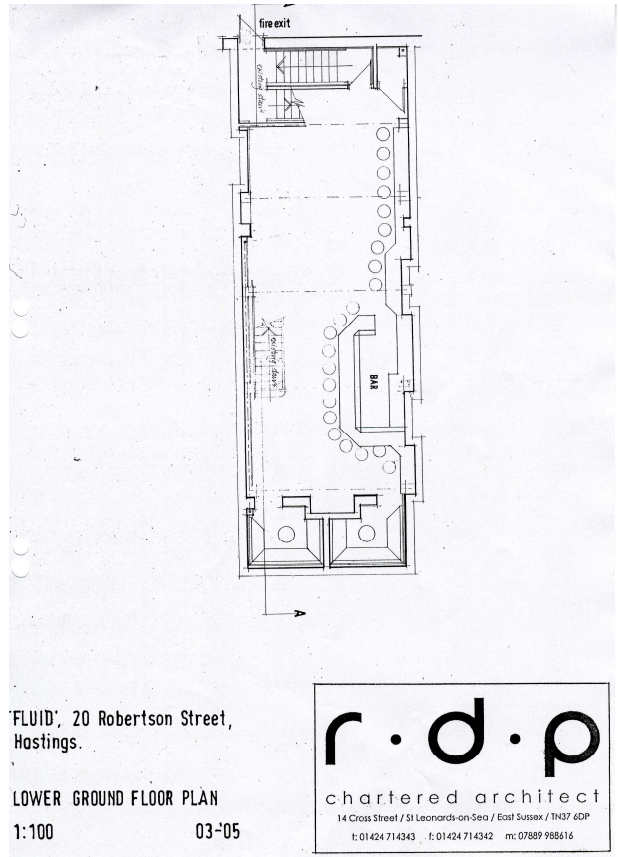 fire exit
existing stairs
existing stairs
BAR
A
'FLUID', 20 Robertson Street,
Hastings.
LOWER GROUND FLOOR PLAN
1:100 03-'05
r·d·p
chartered architect
14 Cross Street / St Leonards-on-Sea / East Sussex / TN37 6DP
t: 01424 714343 f: 01424 714342 m: 07889 988616